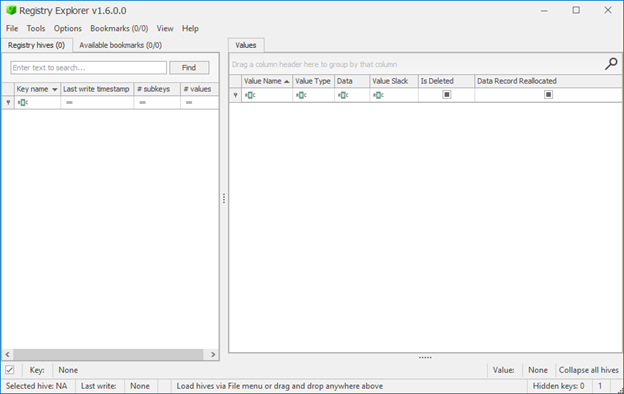 Registry Explorer v1.6.0.0
File Tools Options Bookmarks (0/0) View Help
Registry hives (0) Available bookmarks (0/0)
Enter text to search... Find
Key name Last write timestamp # subkeys # values
=
=
=
Values
Drag a column header here to group by that column
Value Name Value Type Data Value Slack Is Deleted Data Record Reallocated
Key: None
Value: None Collapse all hives
Selected hive: NA Last write: None Load hives via File menu or drag and drop anywhere above Hidden keys: 0 1